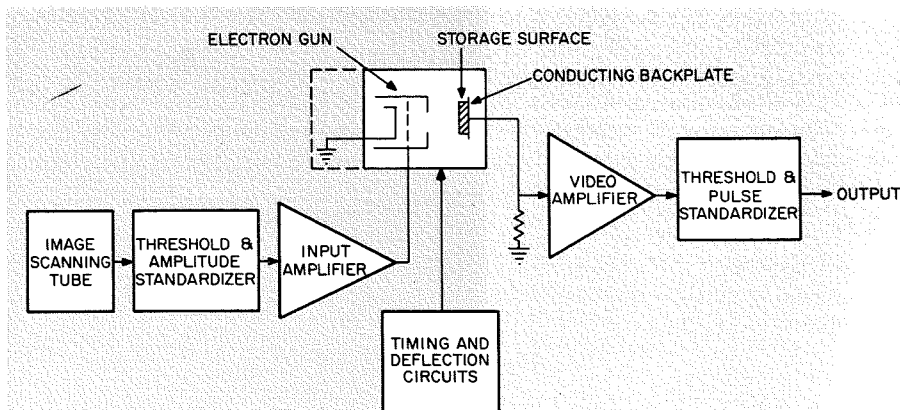 ELECTRON GUN
STORAGE SURFACE
CONDUCTING BACKPLATE
IMAGE
SCANNING
TUBE
THRESHOLD &
AMPLITUDE
STANDARDIZER
INPUT
AMPLIFIER
TIMING AND
DEFLECTION
CIRCUITS
VIDEO
AMPLIFIER
THRESHOLD &
PULSE
STANDARDIZER
OUTPUT